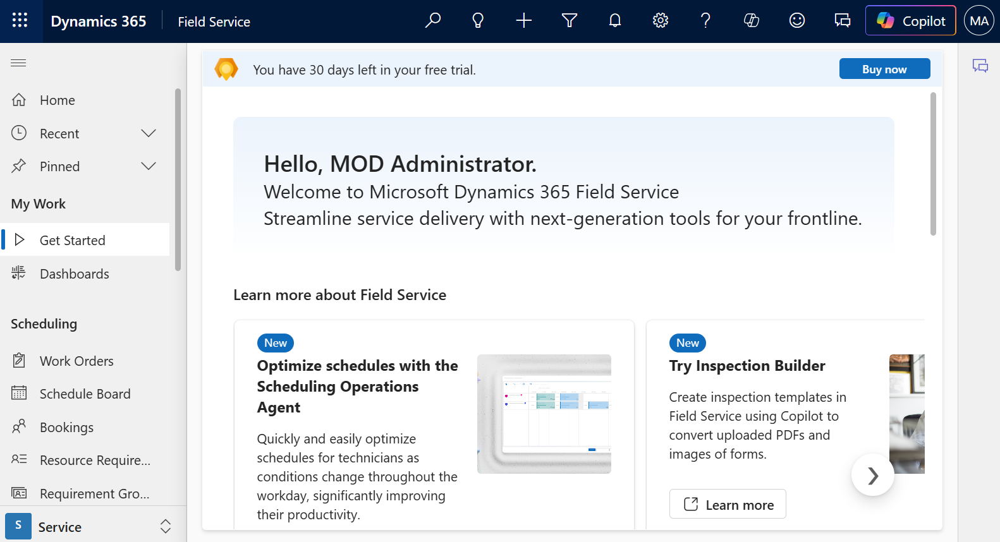 Dynamics 365
Field Service
Copilot
MA
Home
Recent
Pinned
My Work
Get Started
Dashboards
Scheduling
Work Orders
Schedule Board
Bookings
Resource Require...
Requirement Gro...
S
Service
You have 30 days left in your free trial.
Buy now
Hello, MOD Administrator.
Welcome to Microsoft Dynamics 365 Field Service
Streamline service delivery with next-generation tools for your frontline.
Learn more about Field Service
New
Optimize schedules with the
Scheduling Operations
Agent
Quickly and easily optimize
schedules for technicians as
conditions change throughout the
workday, significantly improving
their productivity.
New
Try Inspection Builder
Create inspection templates in
Field Service using Copilot to
convert uploaded PDFs and
images of forms.
Learn more